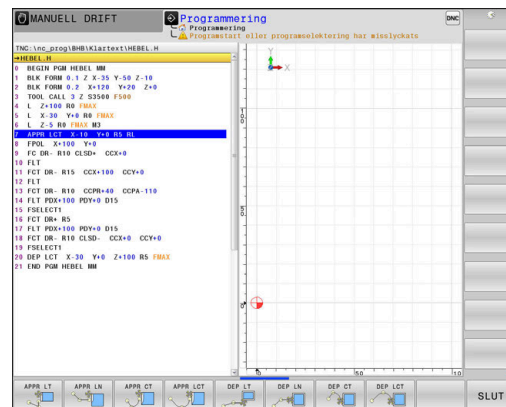 MANUELL DRIFT
Programmering
Programmering
Programstart eller programselektering har misslyckats
DNC
TNC:\nc_prog\BHB\Klartext\HEBEL.H
→HEBEL.H
0 BEGIN PGM HEBEL MM
1 BLK FORM 0.1 Z X-35 Y-50 Z-10
2 BLK FORM 0.2 X+120 Y+20 Z+0
3 TOOL CALL 3 Z S3500 F500
4 L Z+100 R0 FMAX
5 L X-30 Y+0 R0 FMAX
6 L Z-5 R0 FMAX M3
7 APPR LCT X-10 Y+0 R5 RL
8 FPOL X+0 Y+0
9 FC DR- R10 CLSD+ CCX+0
10 FLT
11 FCT DR- R15 CCX+100 CCY+0
12 FLT
13 FCT DR- R10 CCPR+40 CCPA-110
14 FLT PDX+100 PDY+0 D15
15 FSELECT1
16 FCT DR+ R5
17 FLT PDX+100 PDY+0 D15
18 FCT DR- R10 CLSD- CCX+0 CCY+0
19 FSELECT1
20 DEP LCT X-30 Y+0 Z+100 R5 FMAX
21 END PGM HEBEL MM
Y
X
100
50
0
0
50
10
APPR LT
APPR LN
APPR CT
APPR LCT
DEP LT
DEP LN
DEP CT
DEP LCT
SLUT